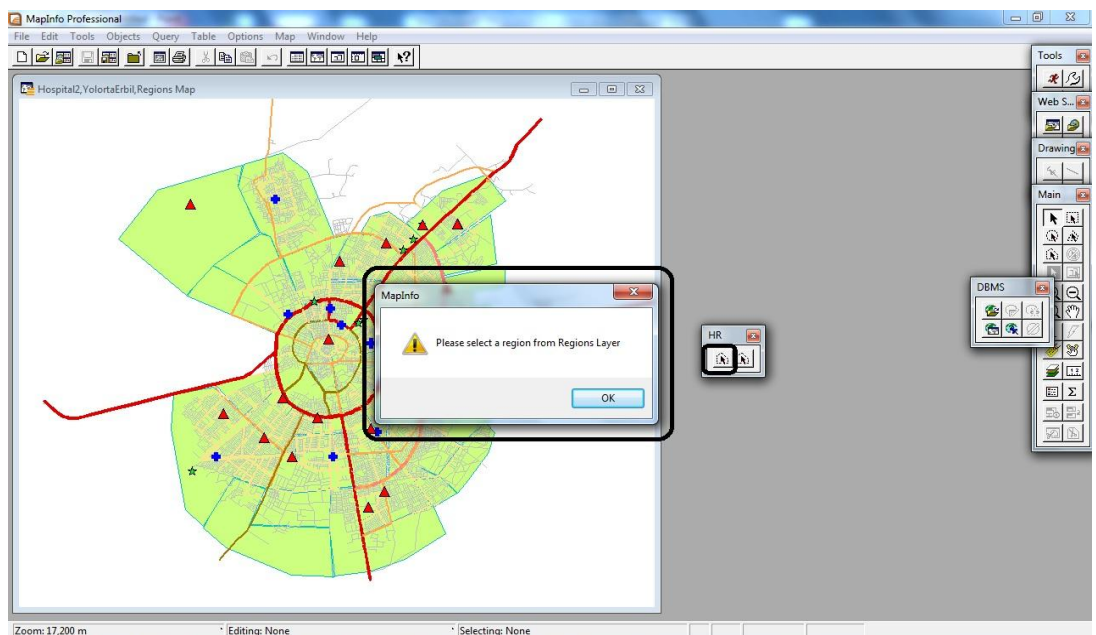 MapInfo Professional
File Edit Tools Objects Query Table Options Map Window Help
Tools
Hospital2,YolortaErbil,Regions Map
Web S...
Drawing
Main
MapInfo
DBMS
Please select a region from Regions Layer
HR
OK
Zoom: 17,200 m
Editing: None
Selecting: None